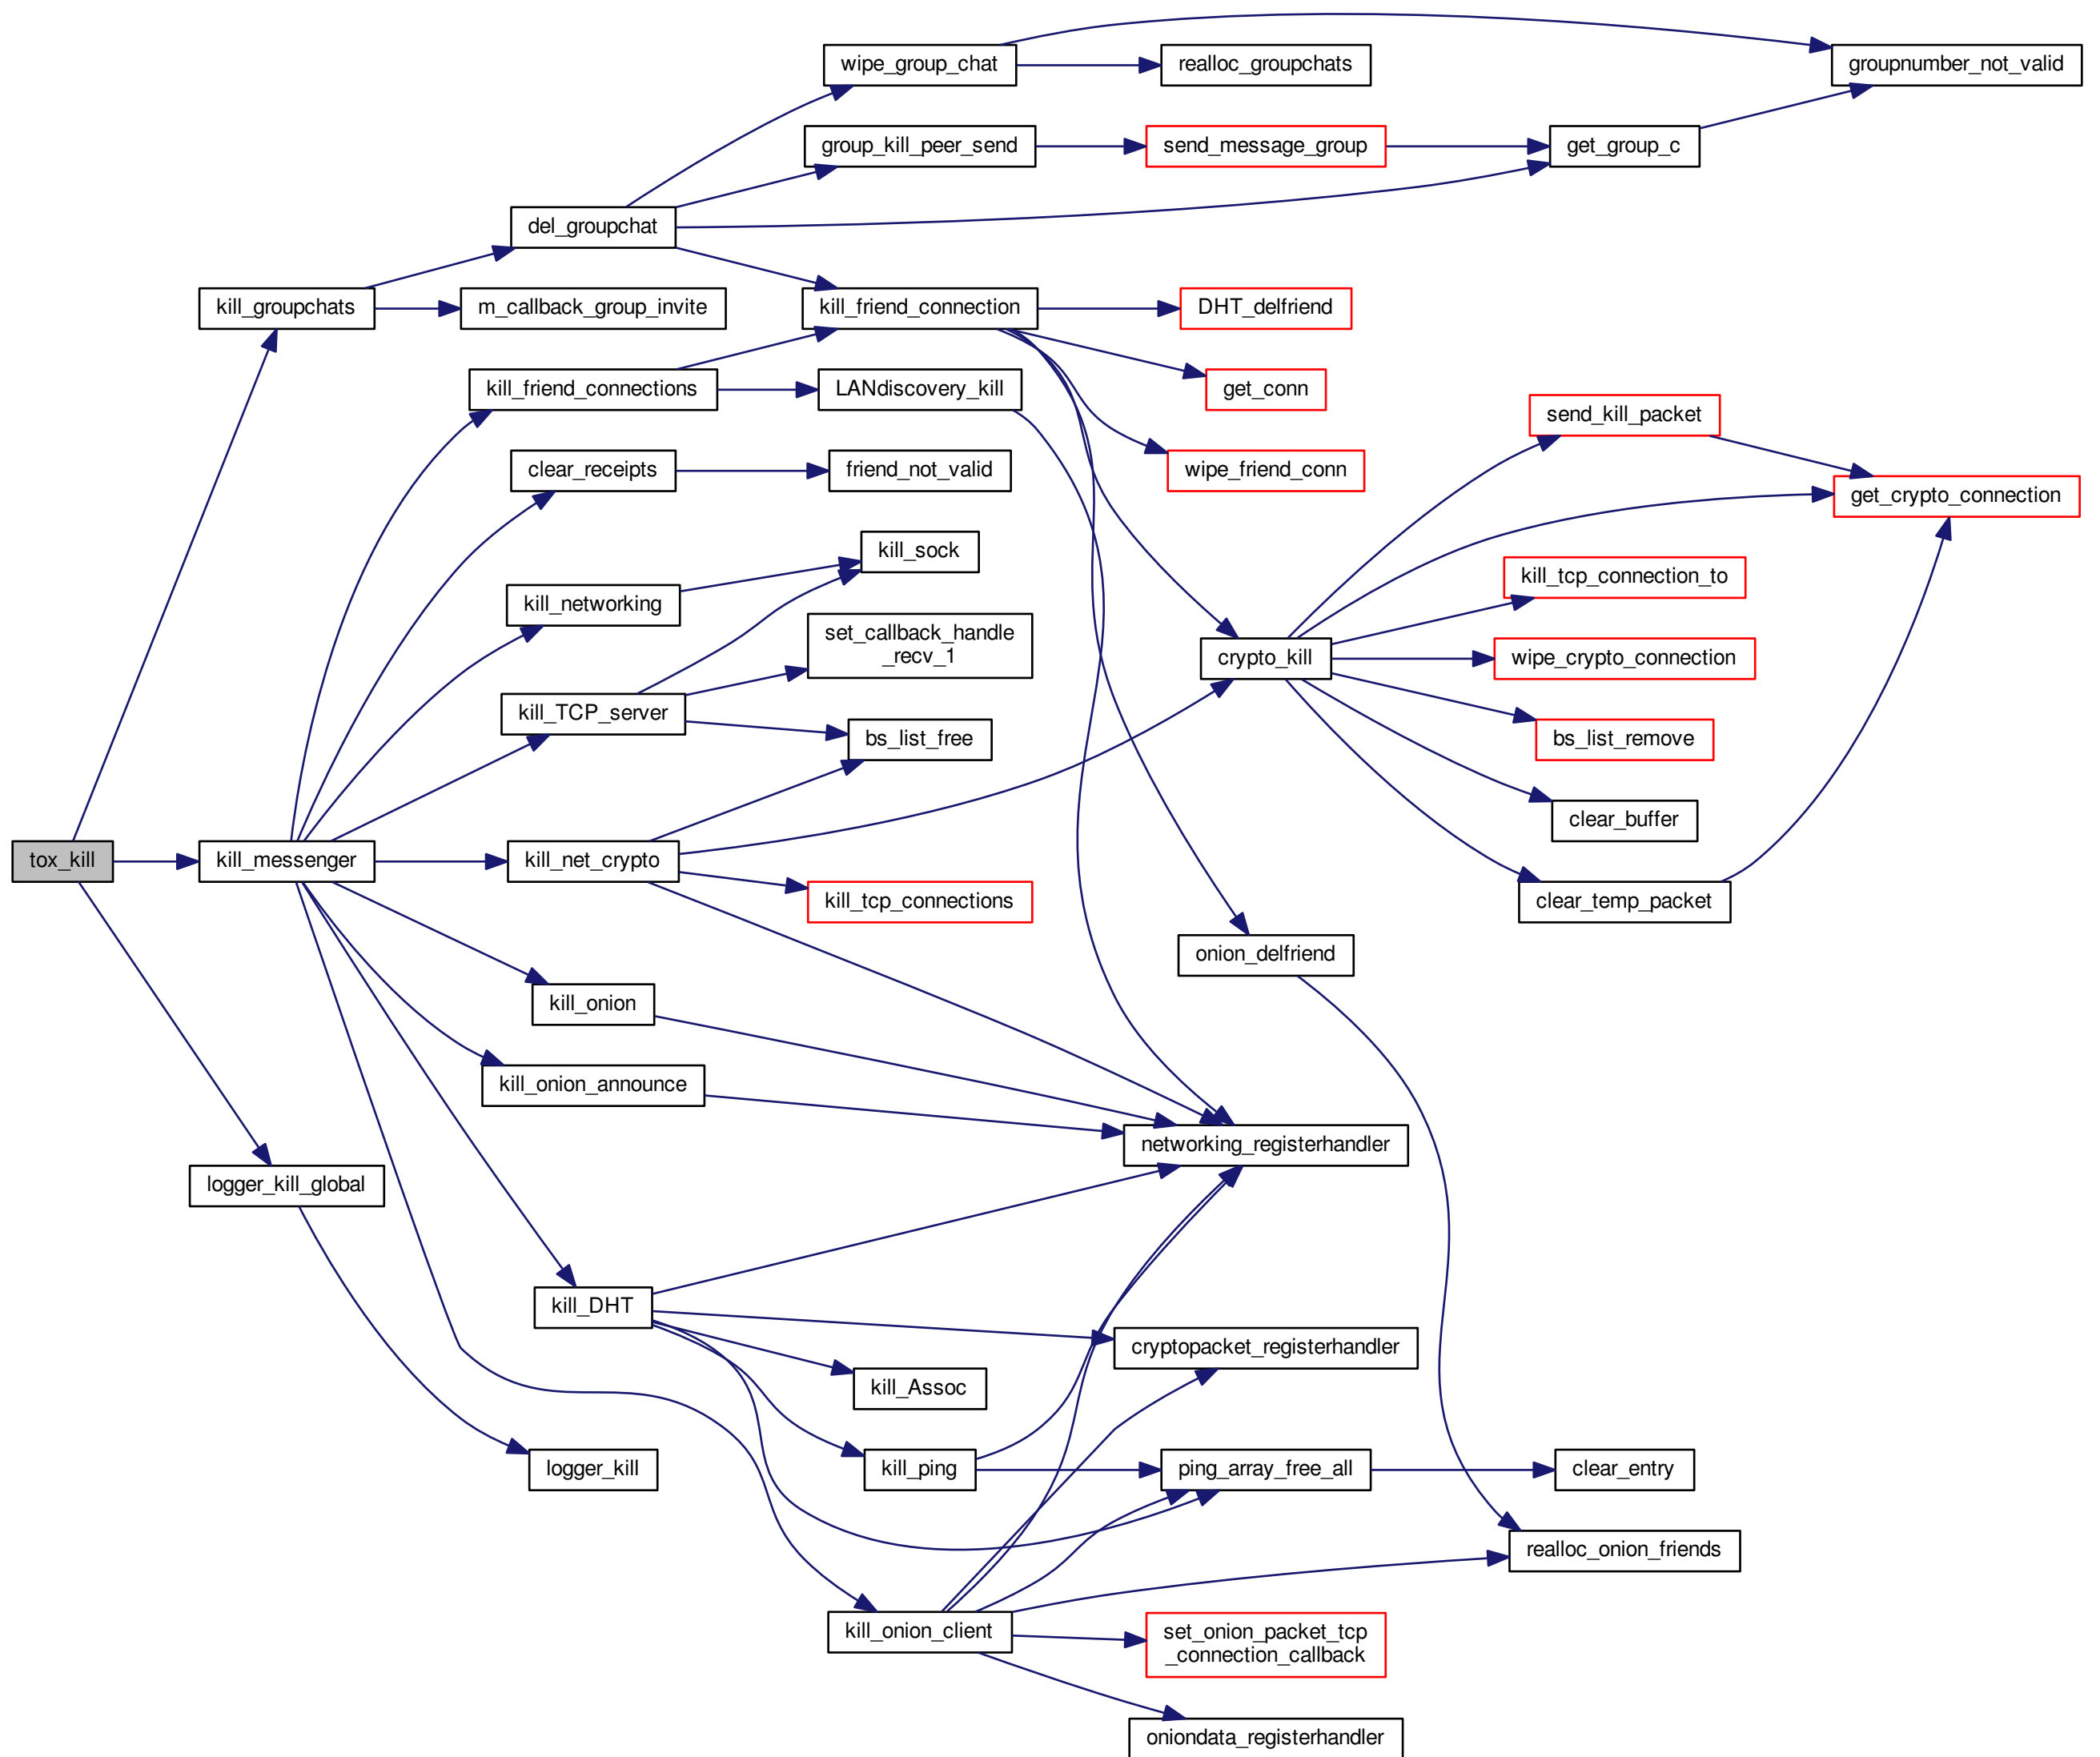 wipe_group_chat
realloc_groupchats
groupnumber_not_valid
group_kill_peer_send
send_message_group
get_group_c
del_groupchat
kill_groupchats
m_callback_group_invite
kill_friend_connection
DHT_delfriend
kill_friend_connections
LANdiscovery_kill
get_conn
send_kill_packet
clear_receipts
friend_not_valid
wipe_friend_conn
get_crypto_connection
kill_sock
kill_tcp_connection_to
kill_networking
set_callback_handle
_recv_1
crypto_kill
wipe_crypto_connection
kill_TCP_server
bs_list_free
bs_list_remove
clear_buffer
tox_kill
kill_messenger
kill_net_crypto
kill_tcp_connections
clear_temp_packet
onion_delfriend
kill_onion
kill_onion_announce
networking_registerhandler
logger_kill_global
kill_DHT
cryptopacket_registerhandler
kill_Assoc
logger_kill
kill_ping
ping_array_free_all
clear_entry
realloc_onion_friends
kill_onion_client
set_onion_packet_tcp
_connection_callback
oniondata_registerhandler